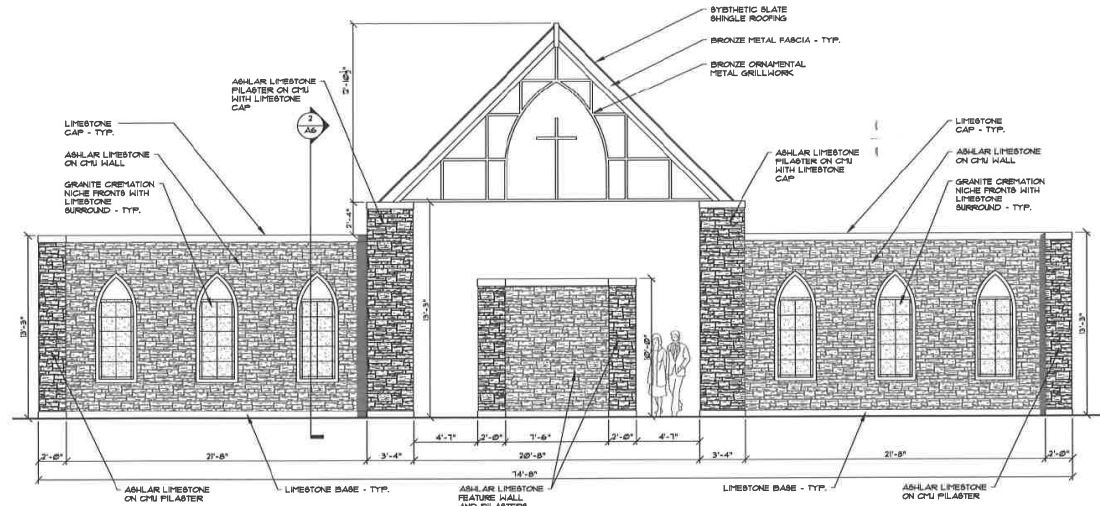 SYBTHETIC SLATE
SHINGLE ROOFING
BRONZE METAL FASCIA - TYP.
BRONZE ORNAMENTAL
METAL GRILLWORK
ASHLAR LIMESTONE
PILASTER ON CMU
WITH LIMESTONE
CAP
2
A6
LIMESTONE
CAP - TYP.
ASHLAR LIMESTONE
ON CMU WALL
GRANITE CREMATION
NICHE FRONTS WITH
LIMESTONE
SURROUND - TYP.
ASHLAR LIMESTONE
PILASTER ON CMU
WITH LIMESTONE
CAP
LIMESTONE
CAP - TYP.
ASHLAR LIMESTONE
ON CMU WALL
GRANITE CREMATION
NICHE FRONTS WITH
LIMESTONE
SURROUND - TYP.
2'-4"
13'-3"
10'-0"
13'-3"
4'-7" 2'-0" 7'-6" 2'-0" 4'-7"
2'-0" 21'-8" 3'-4" 20'-8" 3'-4" 21'-8" 2'-0"
74'-8"
ASHLAR LIMESTONE
ON CMU PILASTER
LIMESTONE BASE - TYP.
ASHLAR LIMESTONE
FEATURE WALL
AND PILASTERS
LIMESTONE BASE - TYP.
ASHLAR LIMESTONE
ON CMU PILASTER